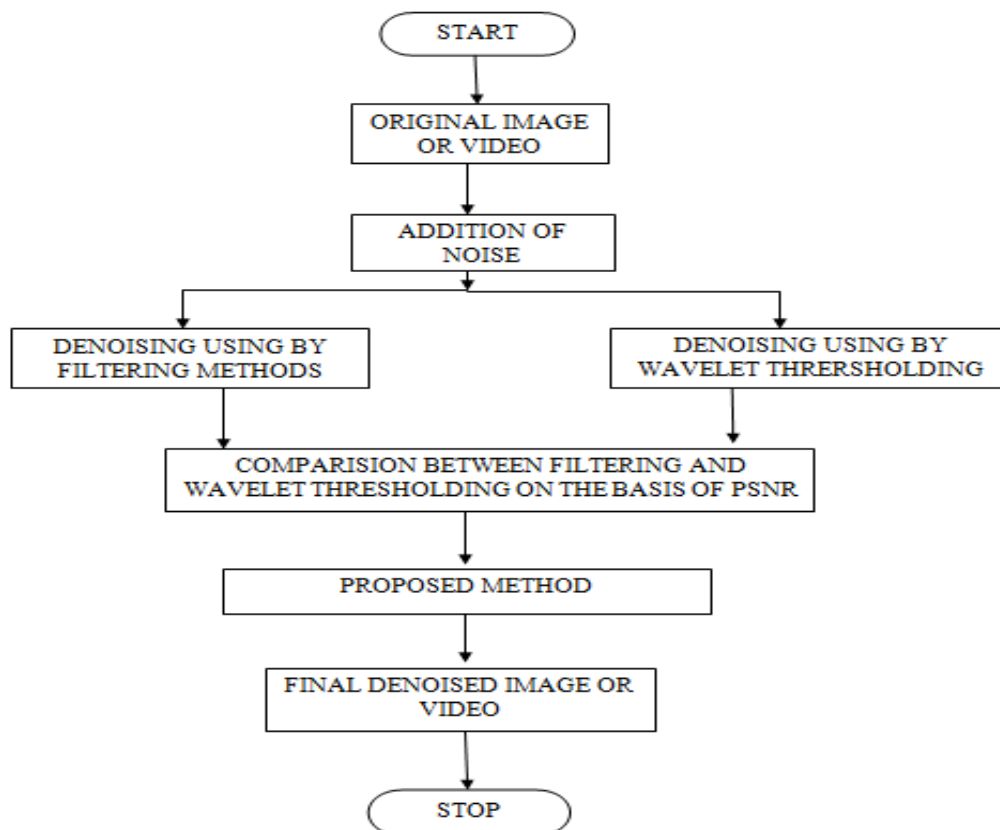 START
ORIGINAL IMAGE
OR VIDEO
ADDITION OF
NOISE
DENOISING USING BY
FILTERING METHODS
DENOISING USING BY
WAVELET THRERSHOLDING
COMPARISION BETWEEN FILTERING AND
WAVELET THRESHOLDING ON THE BASIS OF PSNR
PROPOSED METHOD
FINAL DENOISED IMAGE OR
VIDEO
STOP